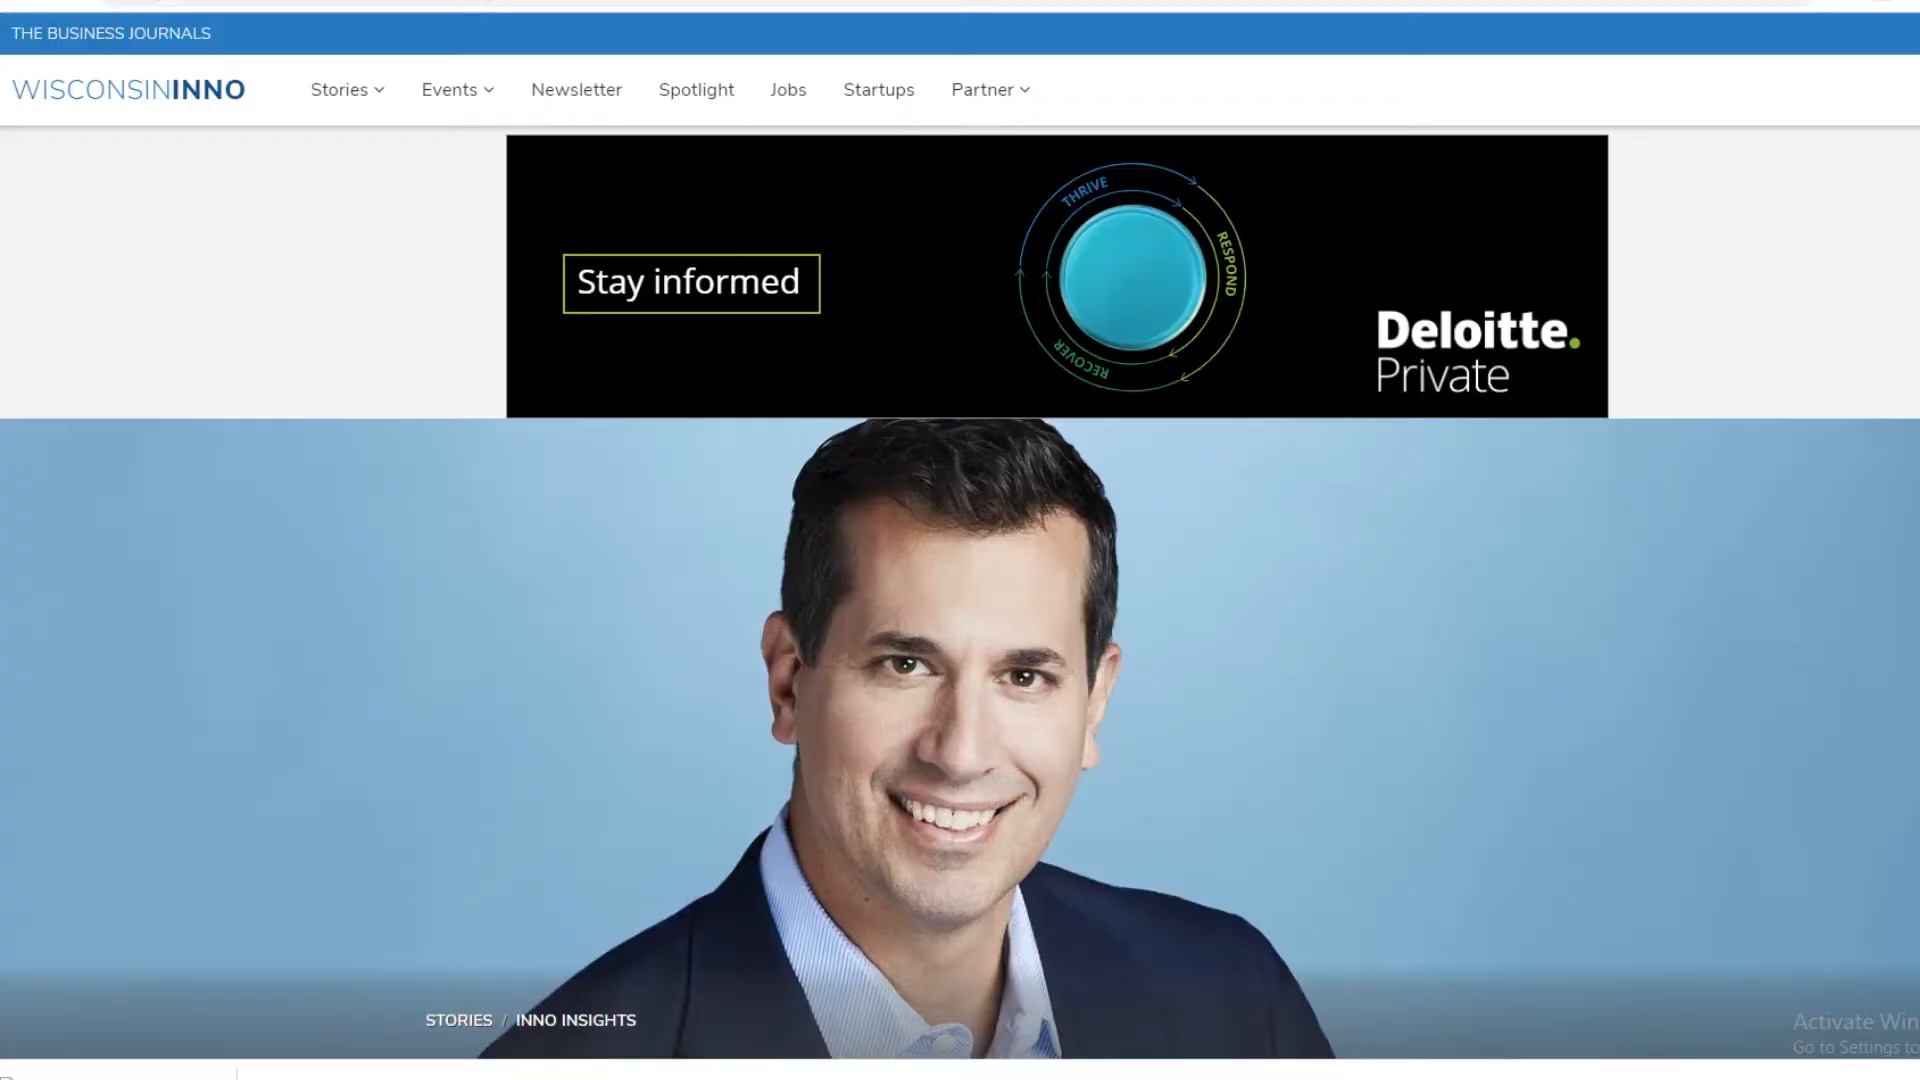 THE BUSINESS JOURNALS
WISCONSININNO
Stories
Events
Newsletter
Spotlight
Jobs
Startups
Partner
Stay informed
THRIVE
RESPOND
RECOVER
Deloitte.
Private
STORIES / INNO INSIGHTS
Activate Win
Go to Settings to